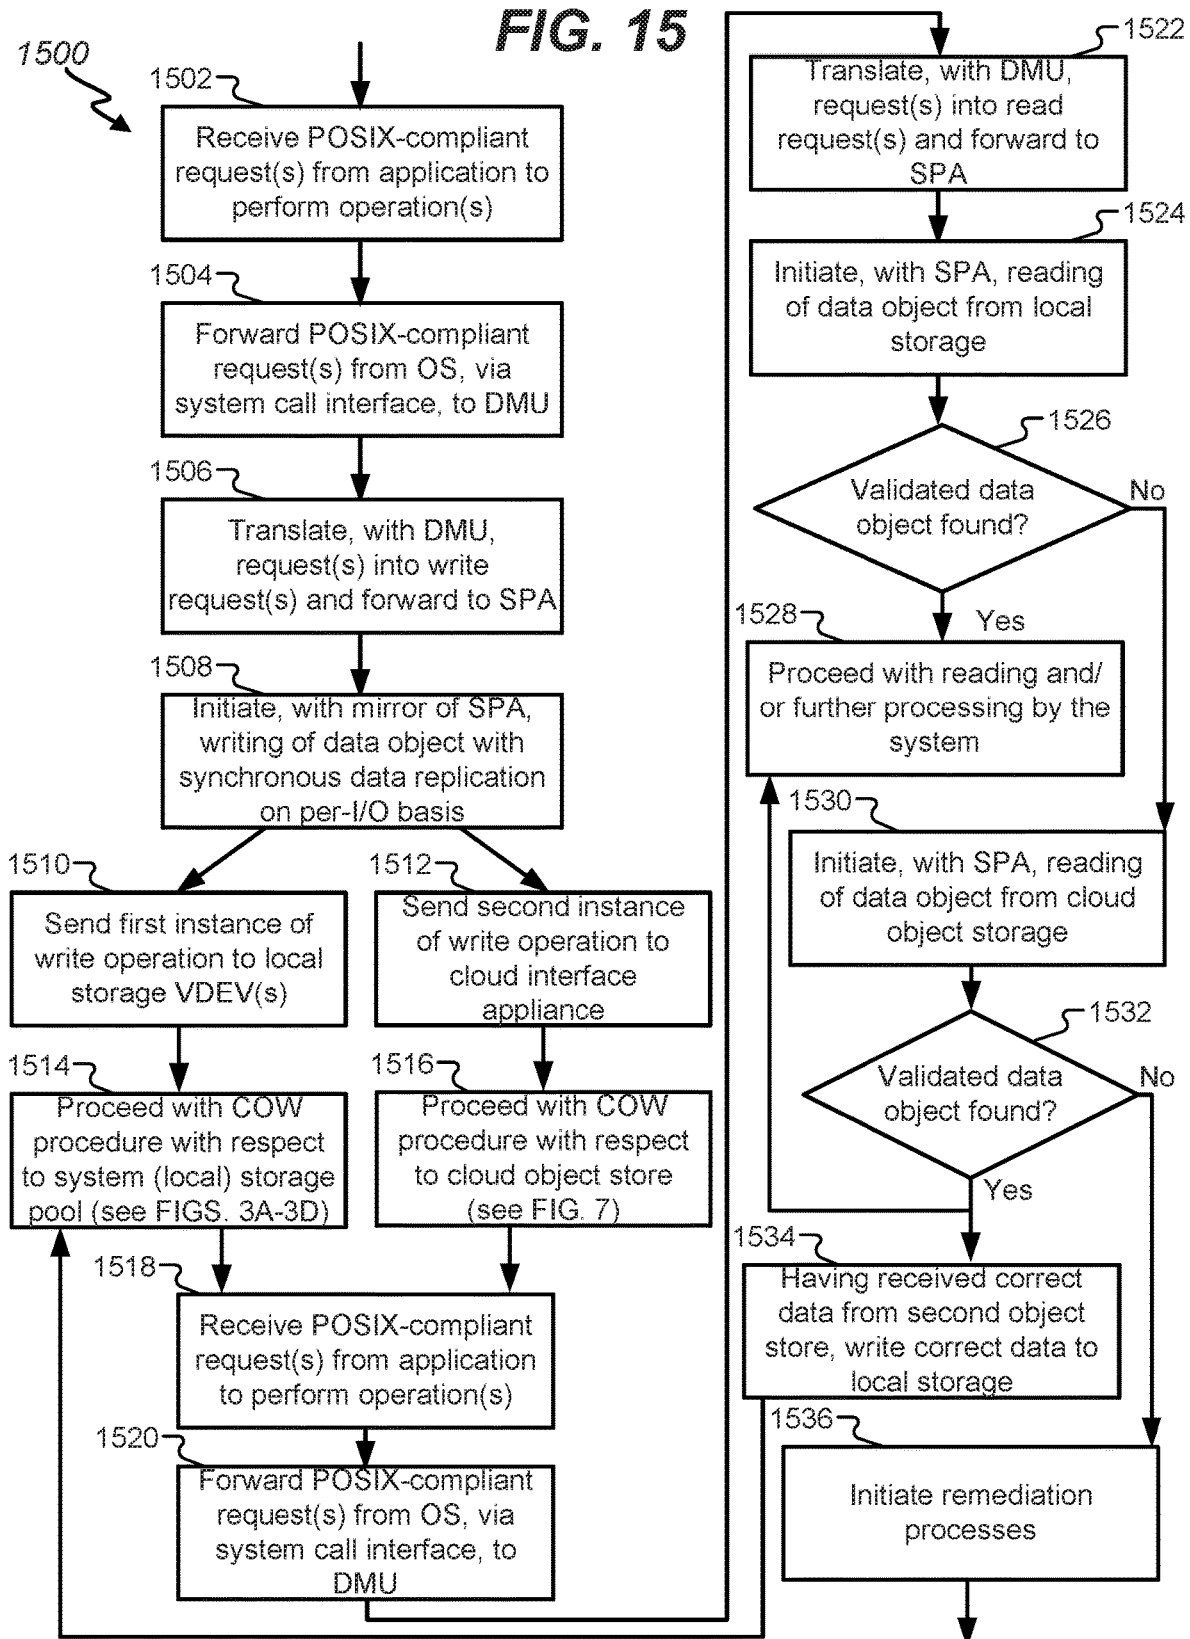 FIG. 15
1500
1502
Receive POSIX-compliant
request(s) from application to
perform operation(s)
1504
Forward POSIX-compliant
request(s) from OS, via
system call interface, to DMU
1506
Translate, with DMU,
request(s) into write
request(s) and forward to SPA
1508
Initiate, with mirror of SPA,
writing of data object with
synchronous data replication
on per-I/O basis
1510
Send first instance of
write operation to local
storage VDEV(s)
1512
Send second instance
of write operation to
cloud interface
appliance
1514
Proceed with COW
procedure with respect
to system (local) storage
pool (see FIGS. 3A-3D)
1516
Proceed with COW
procedure with respect
to cloud object store
(see FIG. 7)
1518
Receive POSIX-compliant
request(s) from application
to perform operation(s)
1520
Forward POSIX-compliant
request(s) from OS, via
system call interface, to
DMU
1522
Translate, with DMU,
request(s) into read
request(s) and forward to
SPA
1524
Initiate, with SPA, reading
of data object from local
storage
1526
Validated data
object found?
No
Yes
1528
Proceed with reading and/
or further processing by the
system
1530
Initiate, with SPA, reading
of data object from cloud
object storage
1532
Validated data
object found?
No
Yes
1534
Having received correct
data from second object
store, write correct data to
local storage
1536
Initiate remediation
processes